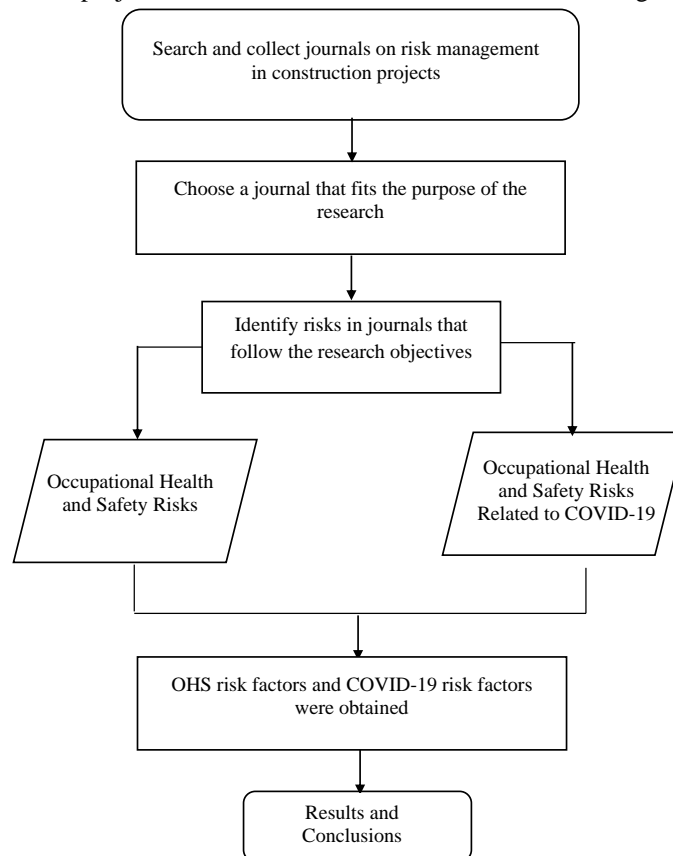 Search and collect journals on risk management
in construction projects
Choose a journal that fits the purpose of the
research
Identify risks in journals that
follow the research objectives
Occupational Health
and Safety Risks
Occupational Health
and Safety Risks
Related to COVID-19
OHS risk factors and COVID-19 risk factors
were obtained
Results and
Conclusions